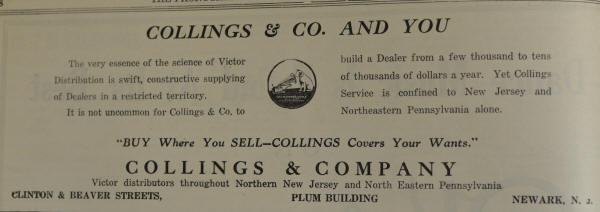 COLLINGS & CO. AND YOU
The very essence of the science of Victor
Distribution is swift, constructive supplying
of Dealers in a restricted territory.
It is not uncommon for Collings & Co. to
build a Dealer from a few thousand to tens
of thousands of dollars a year. Yet Collings
Service is confined to New Jersey and
Northeastern Pennsylvania alone.
"BUY Where You SELL—COLLINGS Covers Your Wants."
COLLINGS & COMPANY
Victor distributors throughout Northern New Jersey and North Eastern Pennsylvania
CLINTON & BEAVER STREETS, PLUM BUILDING NEWARK, N. J.